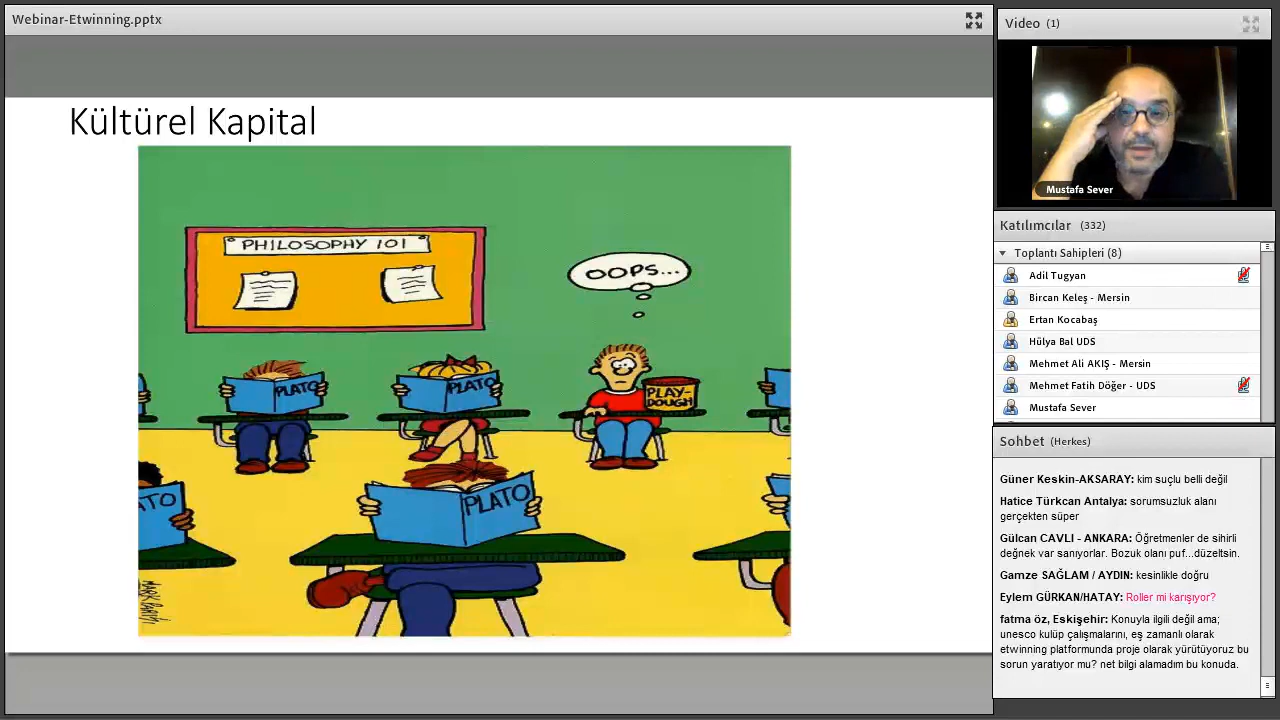 Webinar-Etwinning.pptx
Kültürel Kapital
PHILOSOPHY 101
OOPS...
PLATO
PLATO
PLAY-
DOUGH
ATO
PLATO
Video (1)
Mustafa Sever
Katılımcılar (332)
Toplantı Sahipleri (8)
Adil Tugyan
Bircan Keleş - Mersin
Ertan Kocabaş
Hülya Bal UDS
Mehmet Ali AKIŞ - Mersin
Mehmet Fatih Döğer - UDS
Mustafa Sever
Sohbet (Herkes)
Güner Keskin-AKSARAY: kim suçlu belli değil
Hatice Türkcan Antalya: sorumsuzluk alanı
gerçekten süper
Gülcan CAVLI - ANKARA: Öğretmenler de sihirli
değnek var sanıyorlar. Bozuk olanı puf...düzeltsin.
Gamze SAĞLAM / AYDIN: kesinlikle doğru
Eylem GÜRKAN/HATAY: Roller mi karışıyor?
fatma öz, Eskişehir: Konuyla ilgili değil ama;
unesco kulüp çalışmalarını, eş zamanlı olarak
etwinning platformunda proje olarak yürütüyoruz bu
sorun yaratıyor mu? net bilgi alamadım bu konuda.